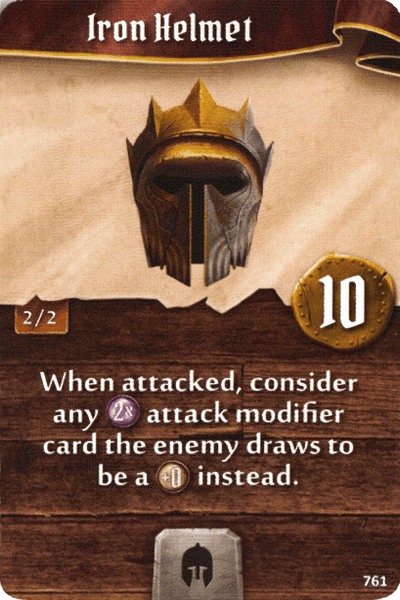 Iron Helmet
10
2/2
When attacked, consider
any 2x attack modifier
card the enemy draws to
be a +0 instead.
761